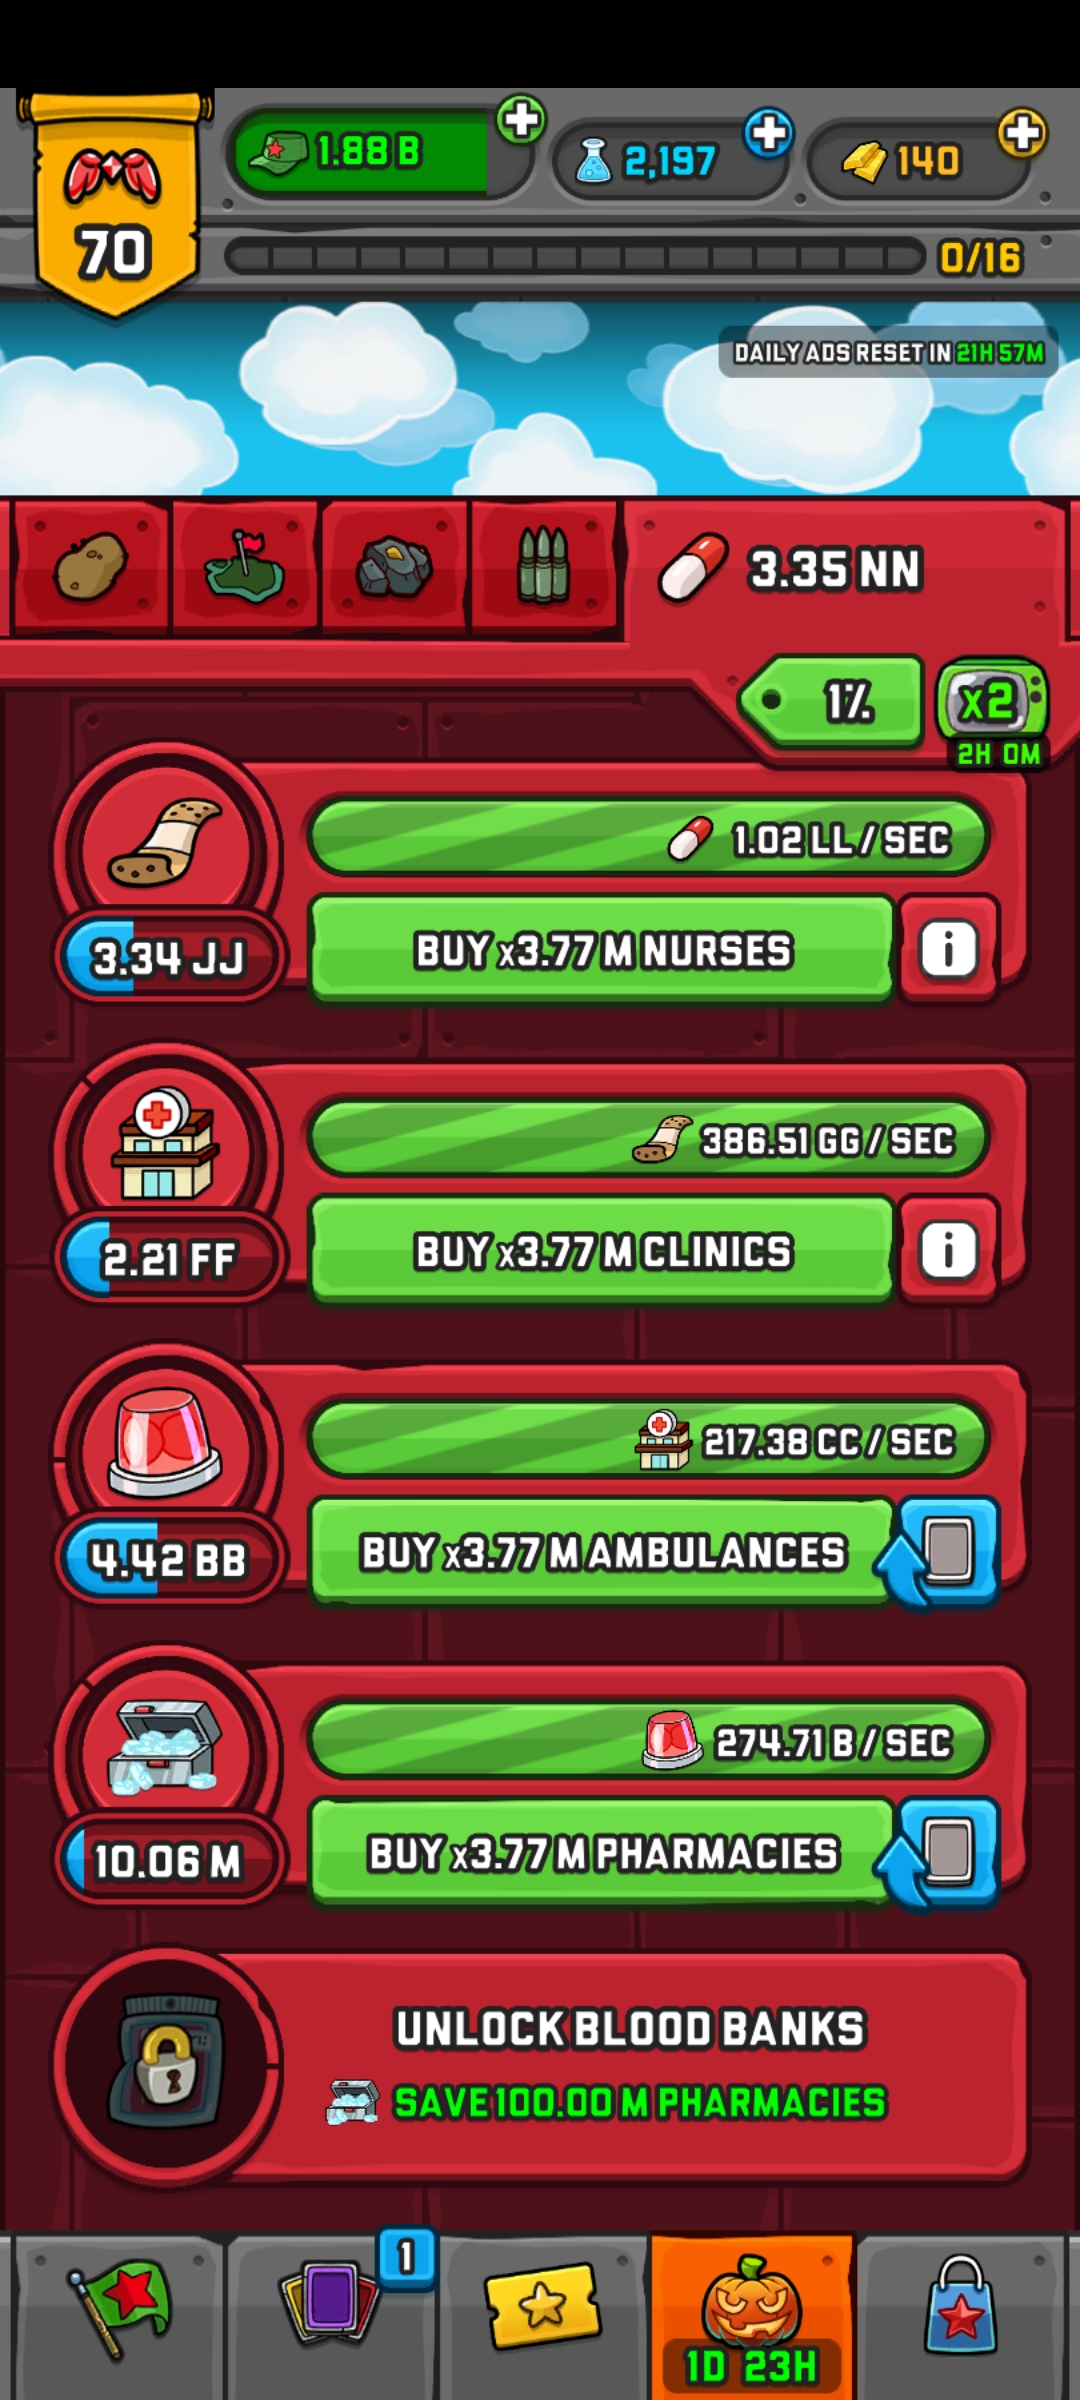 70
1.88 B
2,197
140
0/16
DAILY ADS RESET IN 21H 57M
3.35 NN
1%
x2
2H 0M
1.02 LL / SEC
3.34 JJ
BUY x3.77 M NURSES
i
386.51 GG / SEC
2.21 FF
BUY x3.77 M CLINICS
i
217.38 CC / SEC
4.42 BB
BUY x3.77 M AMBULANCES
274.71 B / SEC
10.06 M
BUY x3.77 M PHARMACIES
UNLOCK BLOOD BANKS
SAVE 100.00 M PHARMACIES
1
1D 23H